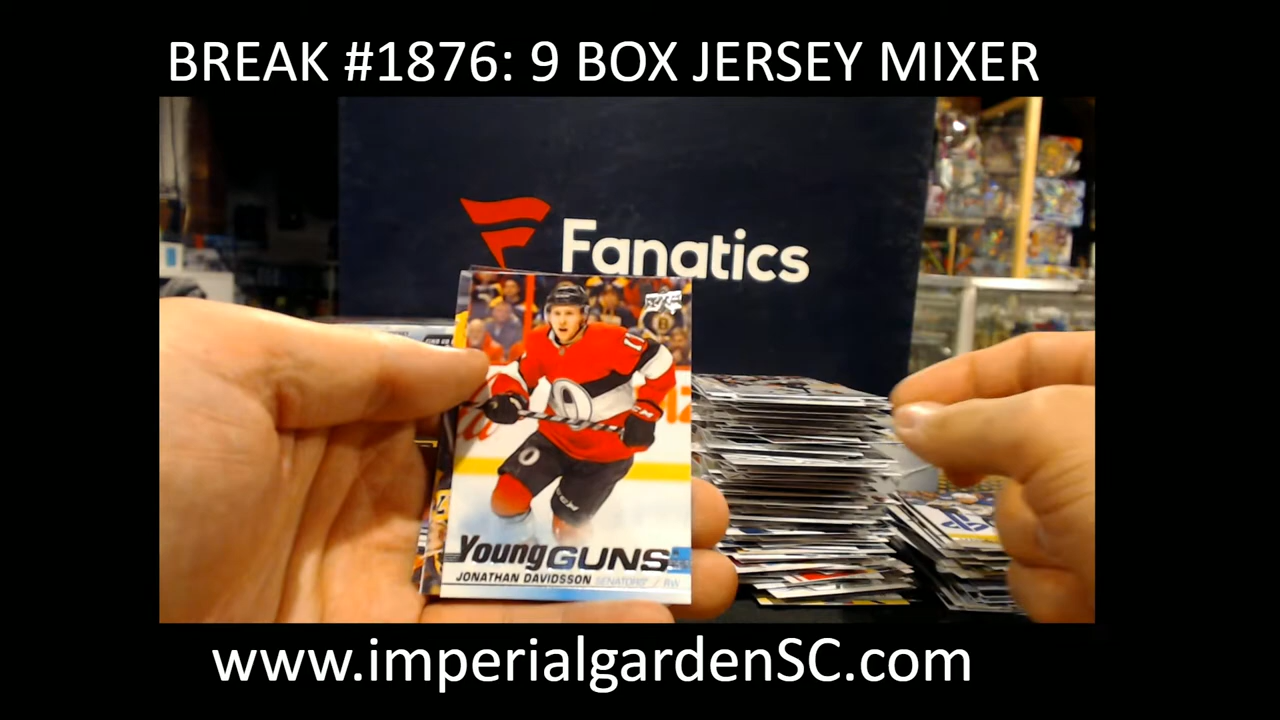 BREAK #1876: 9 BOX JERSEY MIXER
Fanatics
Young GUNS
JONATHAN DAVIDSSON SENATORS / RW
www.imperialgardenSC.com